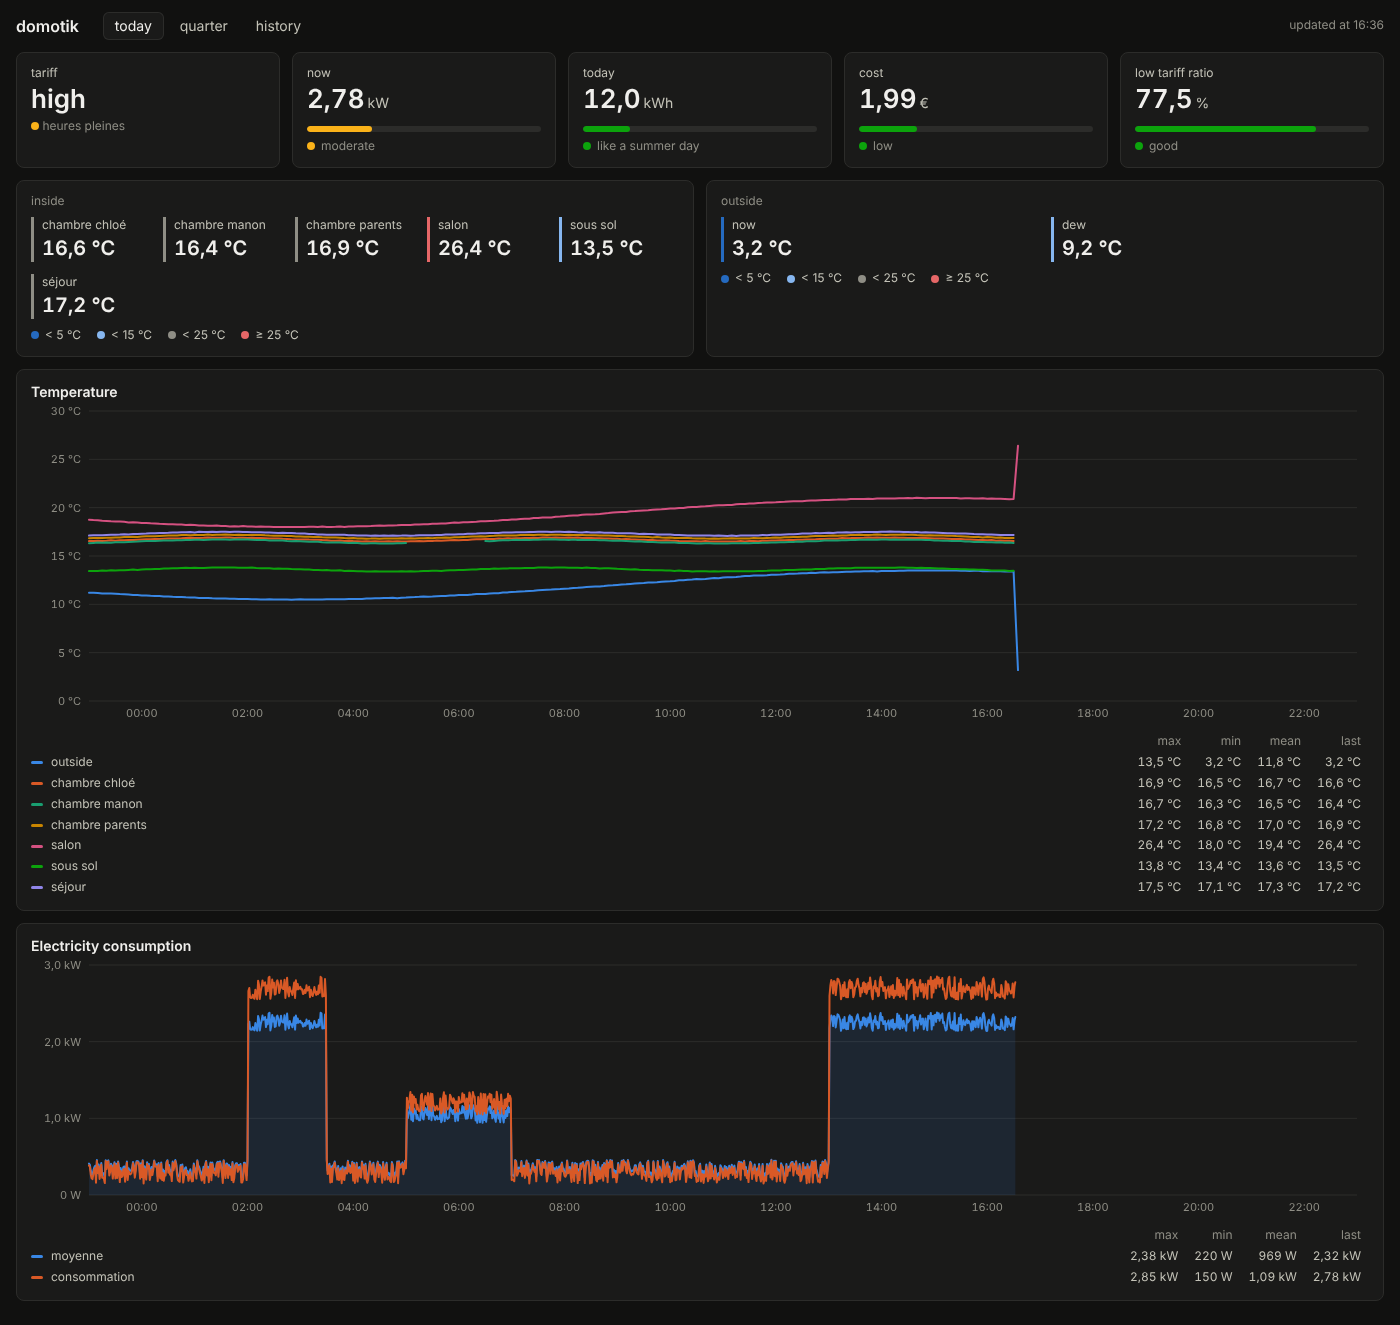 domotik today quarter history updated at 16:36
tariff now today cost low tariff ratio
high 2,78 kW 12,0 kWh 1,99 € 77,5 %
heures pleines
moderate like a summer day low good
inside
chambre chloé chambre manon chambre parents salon sous sol
16,6 °C 16,4 °C 16,9 °C 26,4 °C 13,5 °C
séjour
17,2 °C
< 5 °C < 15 °C < 25 °C ≥ 25 °C
outside
now dew
3,2 °C 9,2 °C
< 5 °C < 15 °C < 25 °C ≥ 25 °C
Temperature
30 °C
25 °C
20 °C
15 °C
10 °C
5 °C
0 °C
00:00 02:00 04:00 06:00 08:00 10:00 12:00 14:00 16:00 18:00 20:00 22:00
max min mean last
outside 13,5 °C 3,2 °C 11,8 °C 3,2 °C
chambre chloé 16,9 °C 16,5 °C 16,7 °C 16,6 °C
chambre manon 16,7 °C 16,3 °C 16,5 °C 16,4 °C
chambre parents 17,2 °C 16,8 °C 17,0 °C 16,9 °C
salon 26,4 °C 18,0 °C 19,4 °C 26,4 °C
sous sol 13,8 °C 13,4 °C 13,6 °C 13,5 °C
séjour 17,5 °C 17,1 °C 17,3 °C 17,2 °C
Electricity consumption
3,0 kW
2,0 kW
1,0 kW
0 W
00:00 02:00 04:00 06:00 08:00 10:00 12:00 14:00 16:00 18:00 20:00 22:00
max min mean last
moyenne 2,38 kW 220 W 969 W 2,32 kW
consommation 2,85 kW 150 W 1,09 kW 2,78 kW